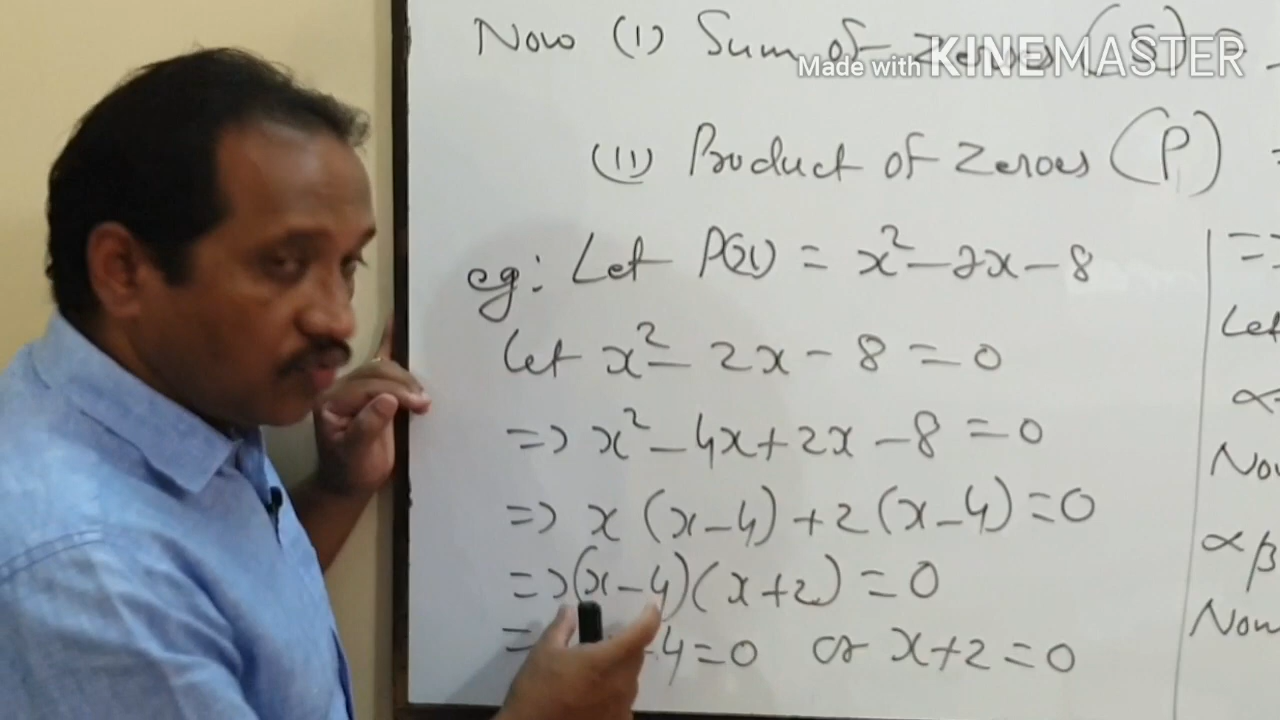 Now (I) Sum of Zeroes (S) =
Made with KINEMASTER
(II) Product of Zeroes (P) =
eg: Let P(x) = x² - 2x - 8
Let x² - 2x - 8 = 0
=> x² - 4x + 2x - 8 = 0
=> x (x - 4) + 2 (x - 4) = 0
=> (x - 4) (x + 2) = 0
= - 4 = 0 or x + 2 = 0
=>
Let
α
αβ